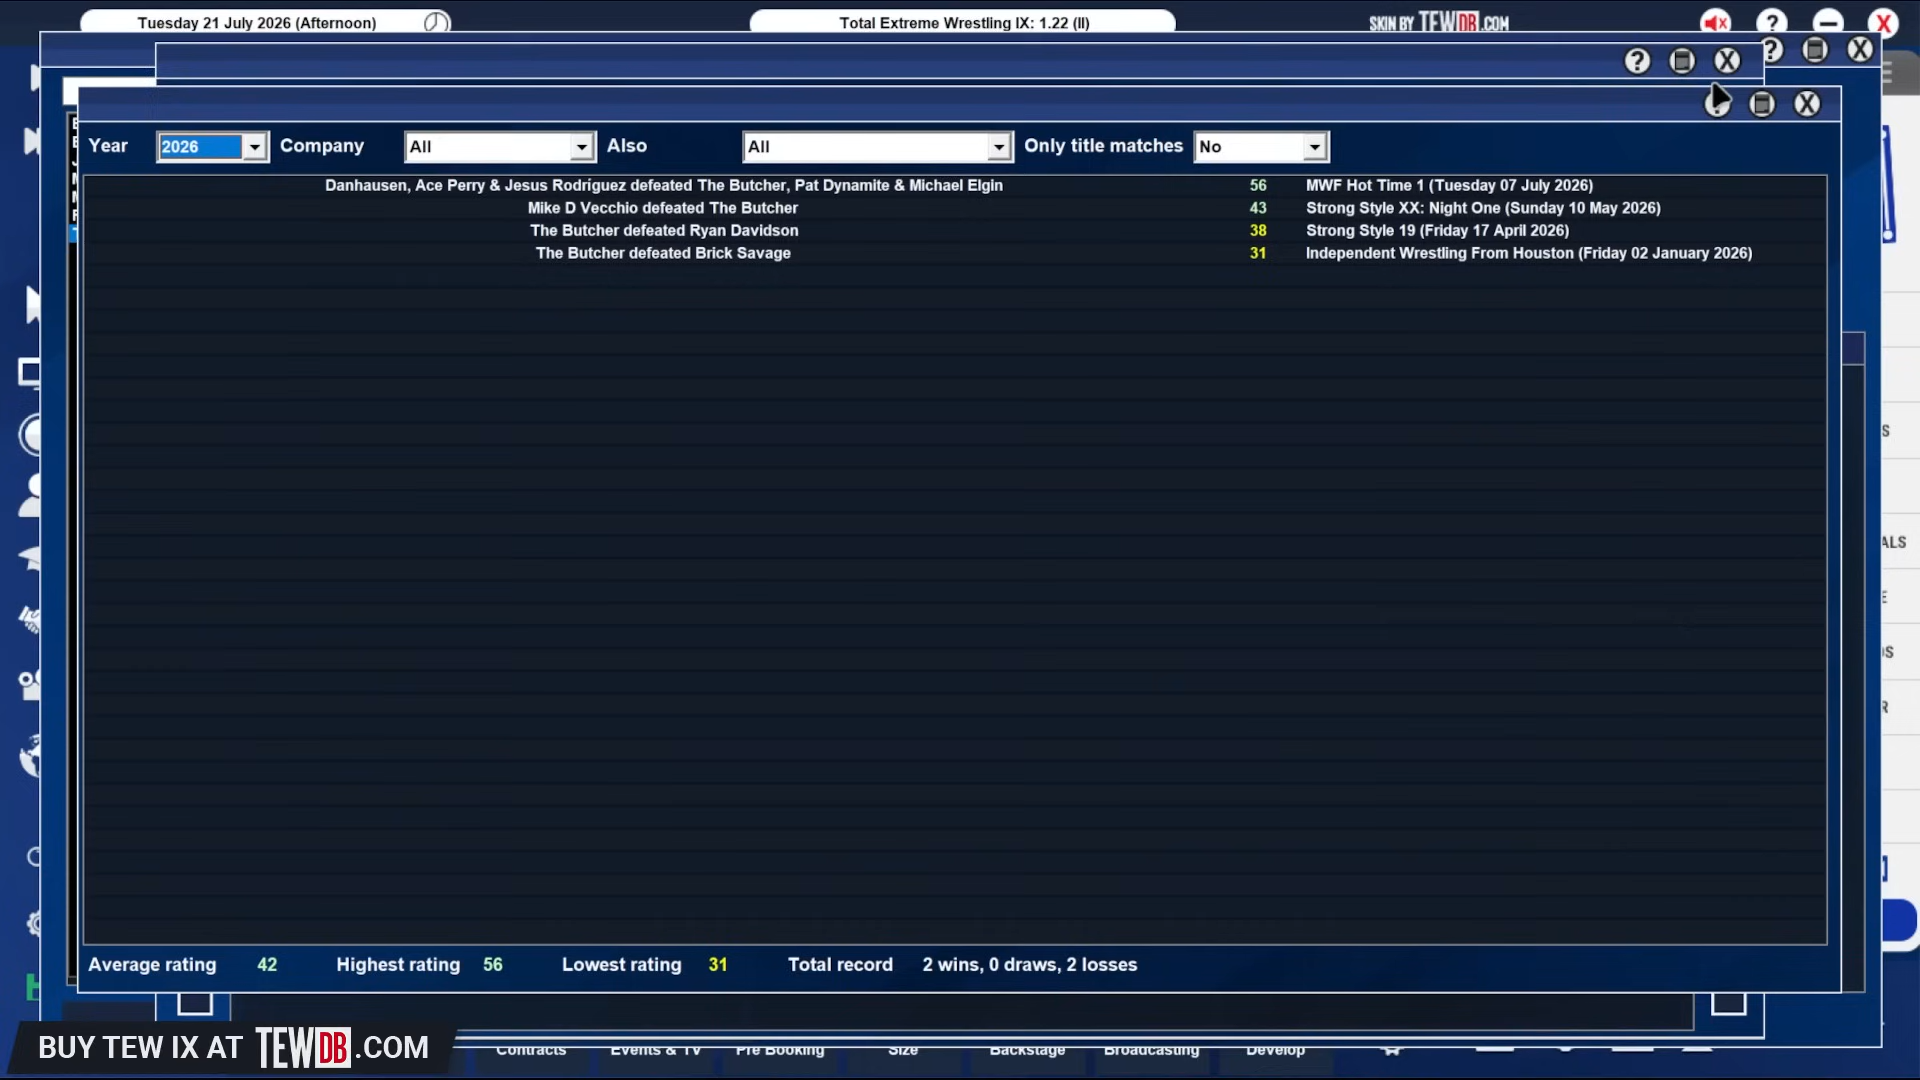 Tuesday 21 July 2026 (Afternoon)
Total Extreme Wrestling IX: 1.22 (II)
SKIN BY TEWDB.COM
Year 2026 Company All Also All Only title matches No
Danhausen, Ace Perry & Jesus Rodríguez defeated The Butcher, Pat Dynamite & Michael Elgin 56 MWF Hot Time 1 (Tuesday 07 July 2026)
Mike D Vecchio defeated The Butcher 43 Strong Style XX: Night One (Sunday 10 May 2026)
The Butcher defeated Ryan Davidson 38 Strong Style 19 (Friday 17 April 2026)
The Butcher defeated Brick Savage 31 Independent Wrestling From Houston (Friday 02 January 2026)
Average rating 42 Highest rating 56 Lowest rating 31 Total record 2 wins, 0 draws, 2 losses
BUY TEW IX AT TEWDB.COM
Contracts Events & TV Pre Booking Size Backstage Broadcasting Develop